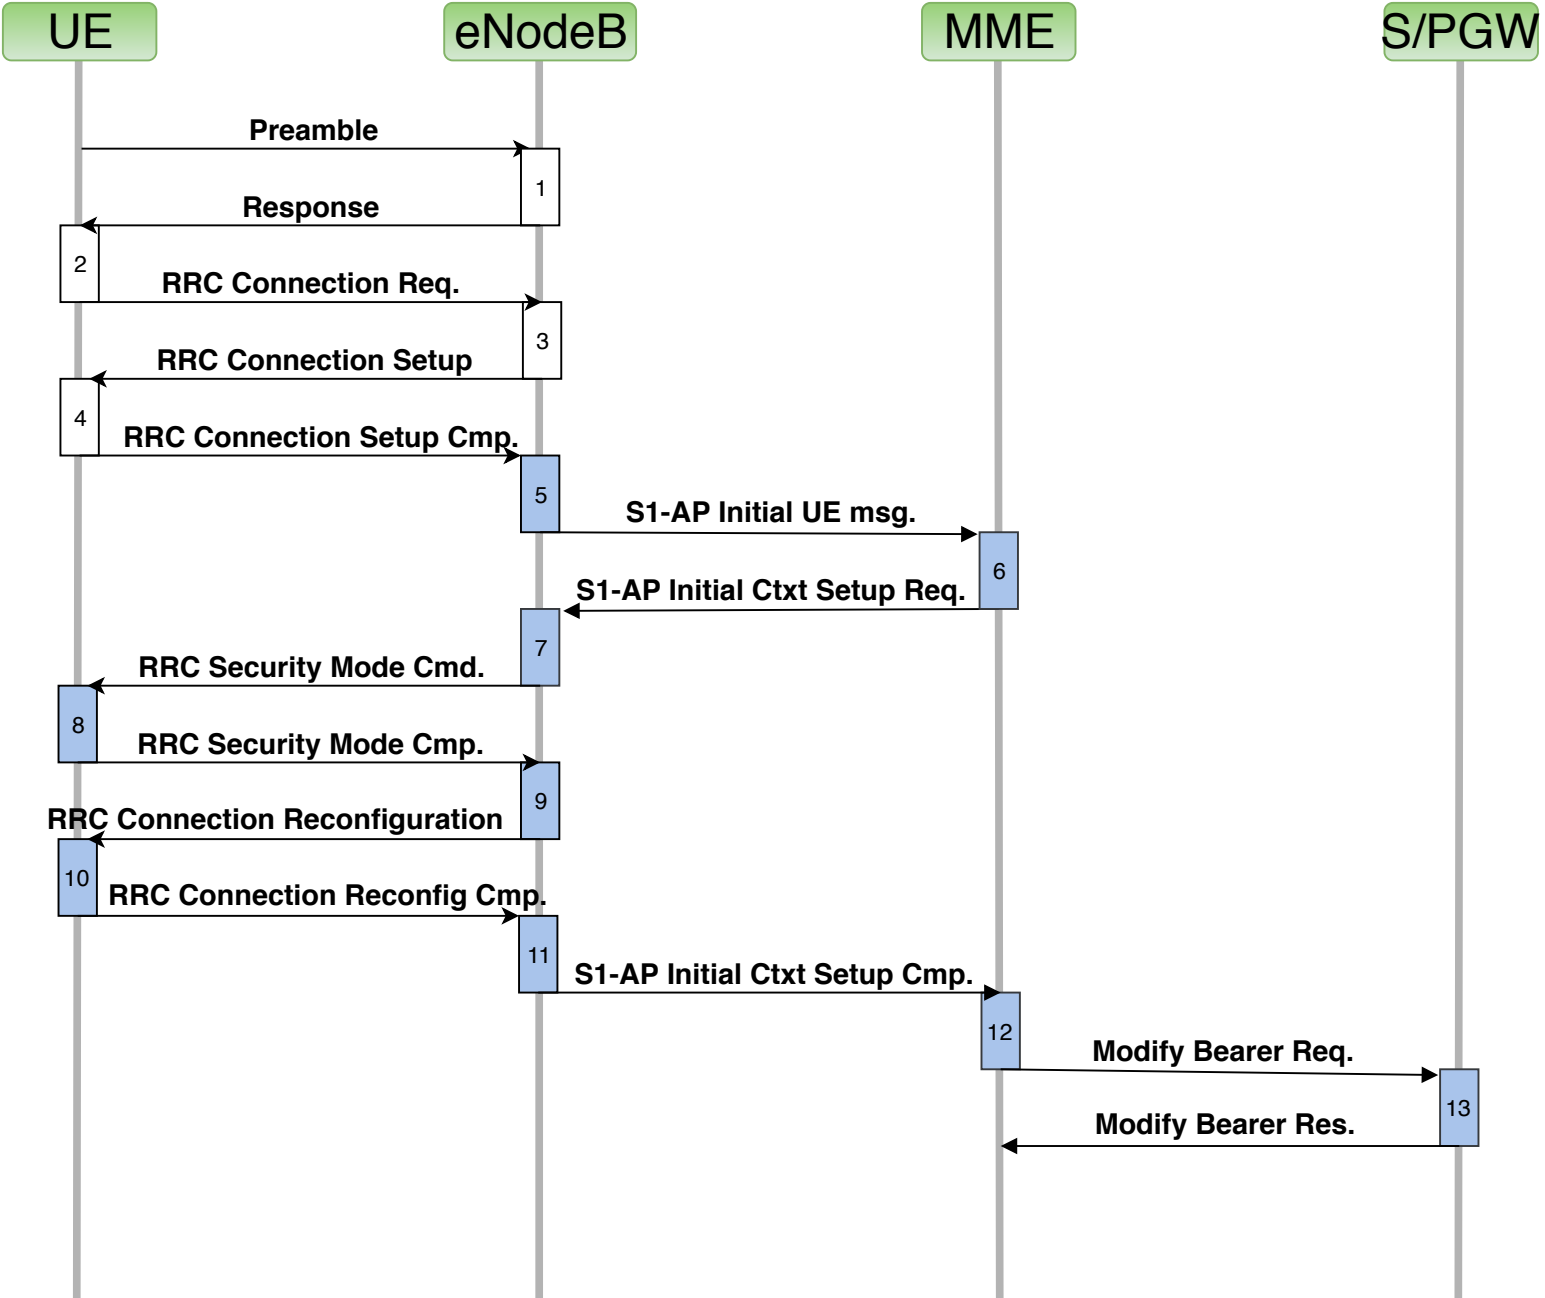 UE
eNodeB
MME
S/PGW
Preamble
1
Response
2
RRC Connection Req.
3
RRC Connection Setup
4
RRC Connection Setup Cmp.
5
S1-AP Initial UE msg.
6
S1-AP Initial Ctxt Setup Req.
7
RRC Security Mode Cmd.
8
RRC Security Mode Cmp.
9
RRC Connection Reconfiguration
10
RRC Connection Reconfig Cmp.
11
S1-AP Initial Ctxt Setup Cmp.
12
Modify Bearer Req.
13
Modify Bearer Res.